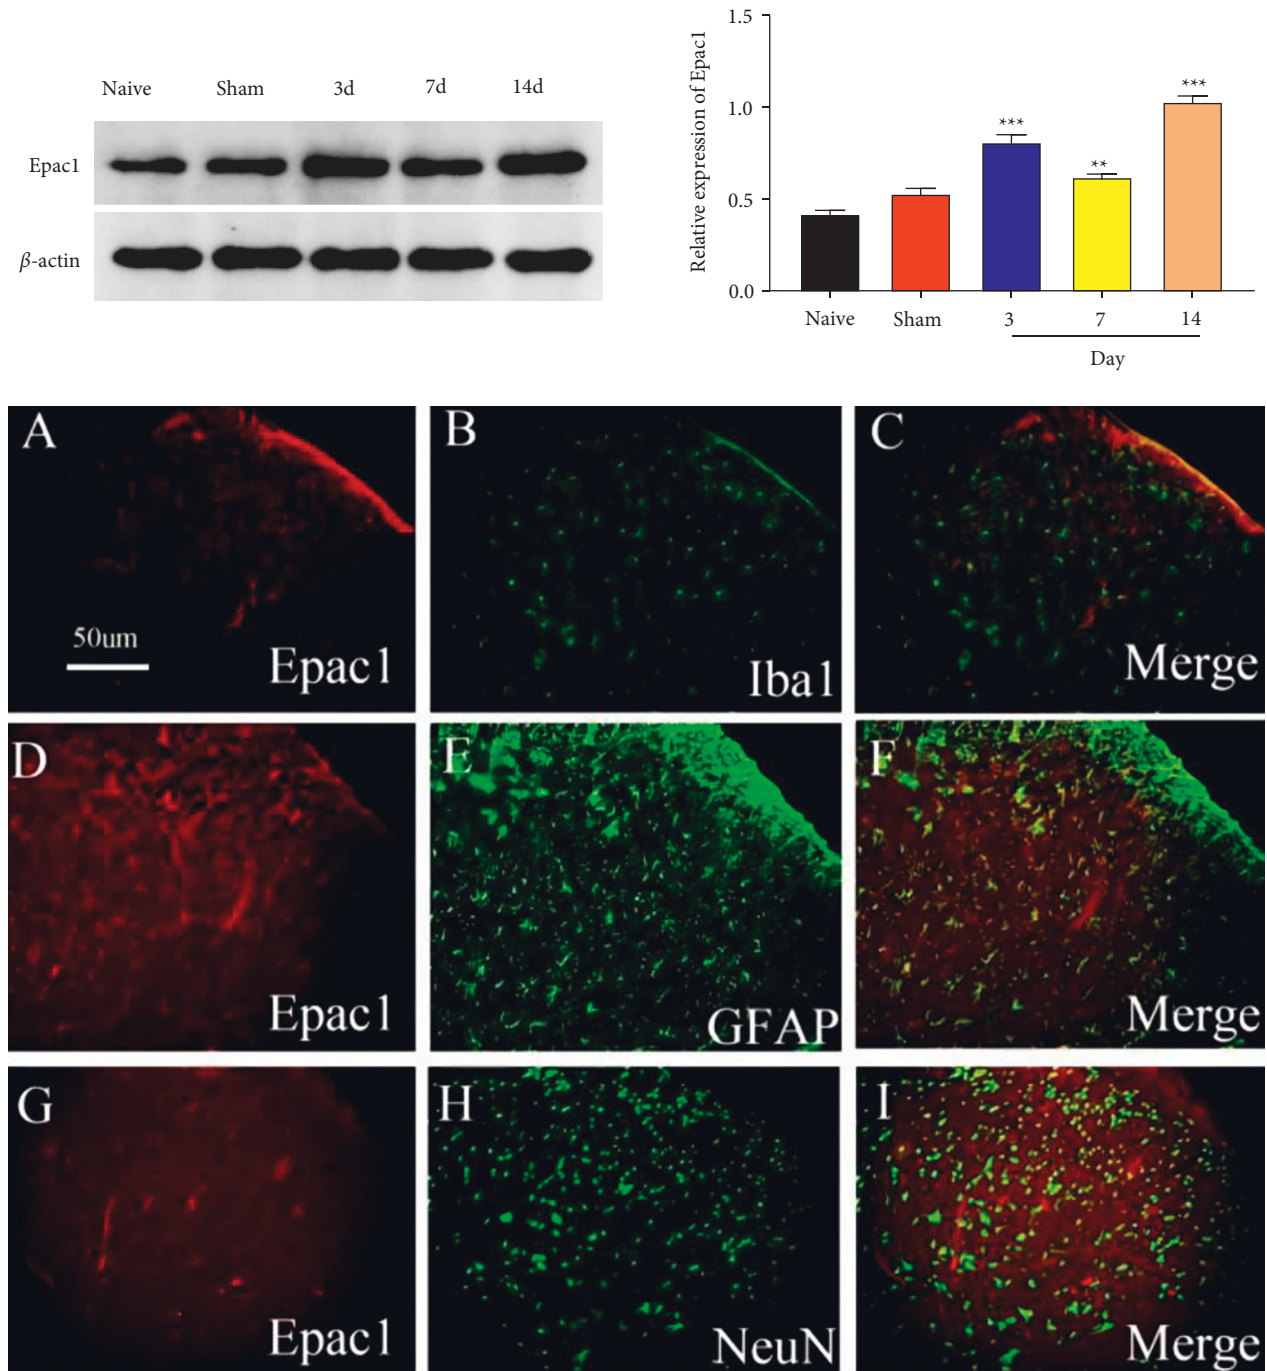 Naive Sham 3d 7d 14d
Epac1
β-actin
Relative expression of Epac1
1.5
1.0
0.5
0.0
*** ** ***
Naive Sham 3 7 14
Day
A
50um
Epac1
B
Iba1
C
Merge
D
Epac1
E
GFAP
F
Merge
G
Epac1
H
NeuN
I
Merge